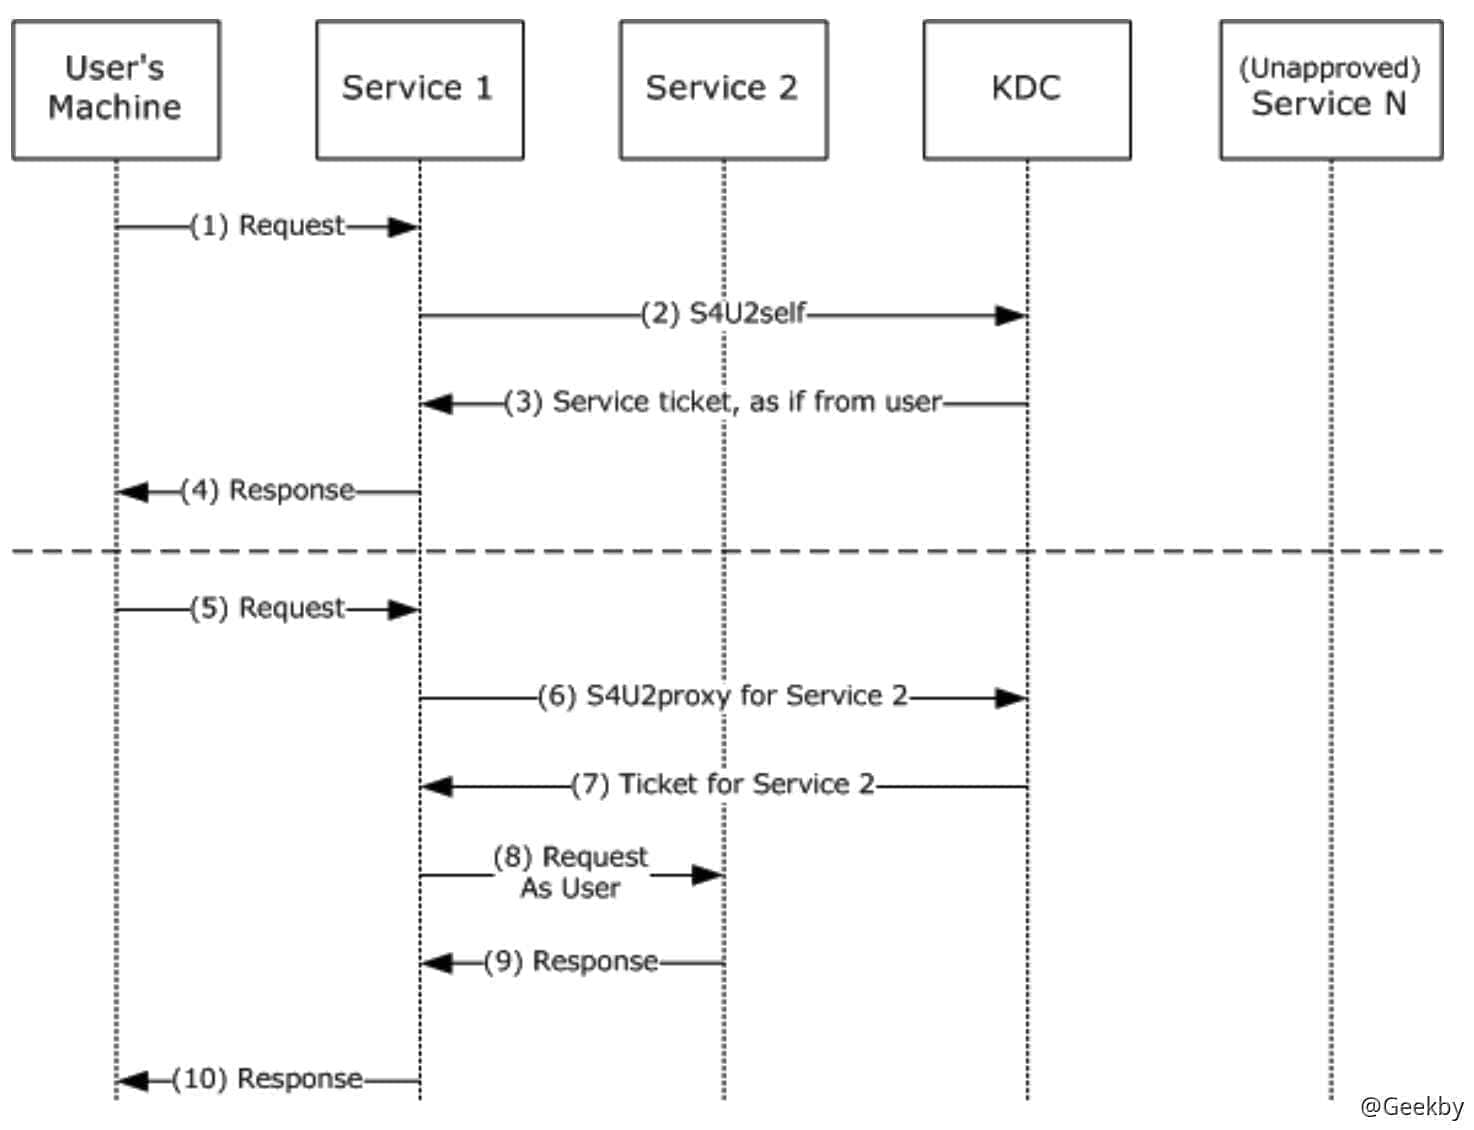 User's
Machine
Service 1
Service 2
KDC
(Unapproved)
Service N
(1) Request
(2) S4U2self
(3) Service ticket, as if from user
(4) Response
(5) Request
(6) S4U2proxy for Service 2
(7) Ticket for Service 2
(8) Request
As User
(9) Response
(10) Response
@Geekby